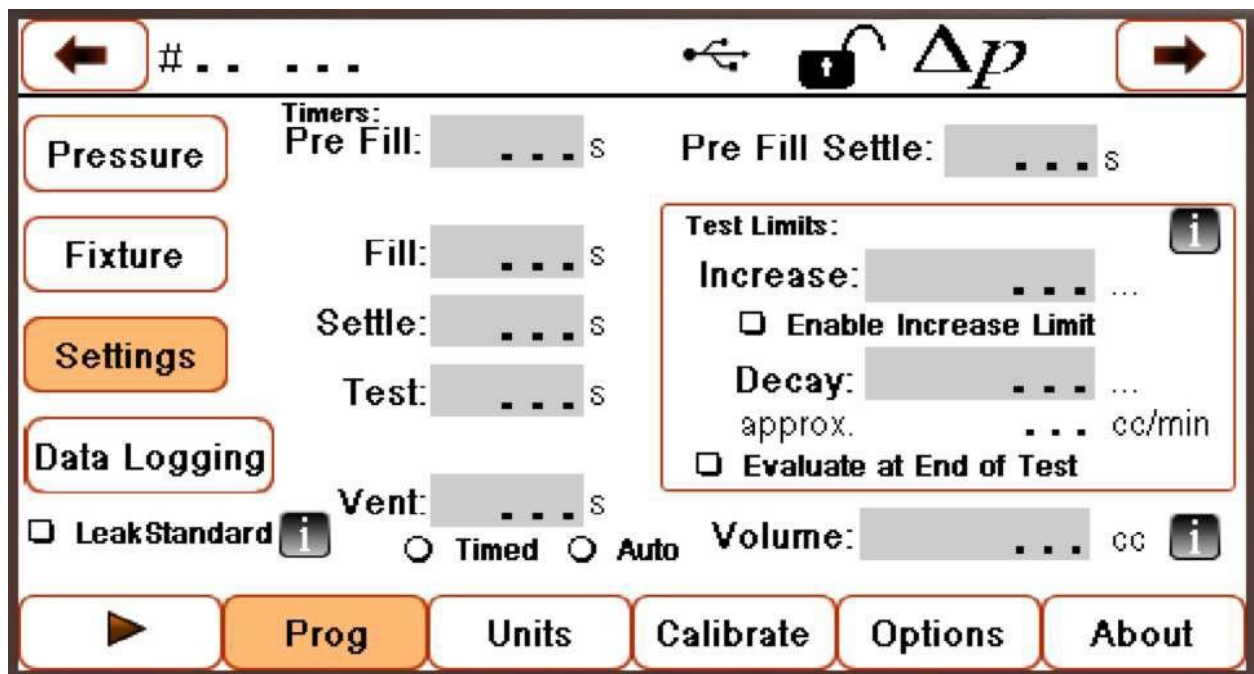 #.. ...
Δp
Pressure
Fixture
Settings
Data Logging
LeakStandard i
Timers:
Pre Fill: ... s
Fill: ... s
Settle: ... s
Test: ... s
Vent: ... s
Timed Auto
Pre Fill Settle: ... s
Test Limits: i
Increase: ... ...
Enable Increase Limit
Decay: ... ...
approx. ... cc/min
Evaluate at End of Test
Volume: ... cc i
Prog Units Calibrate Options About